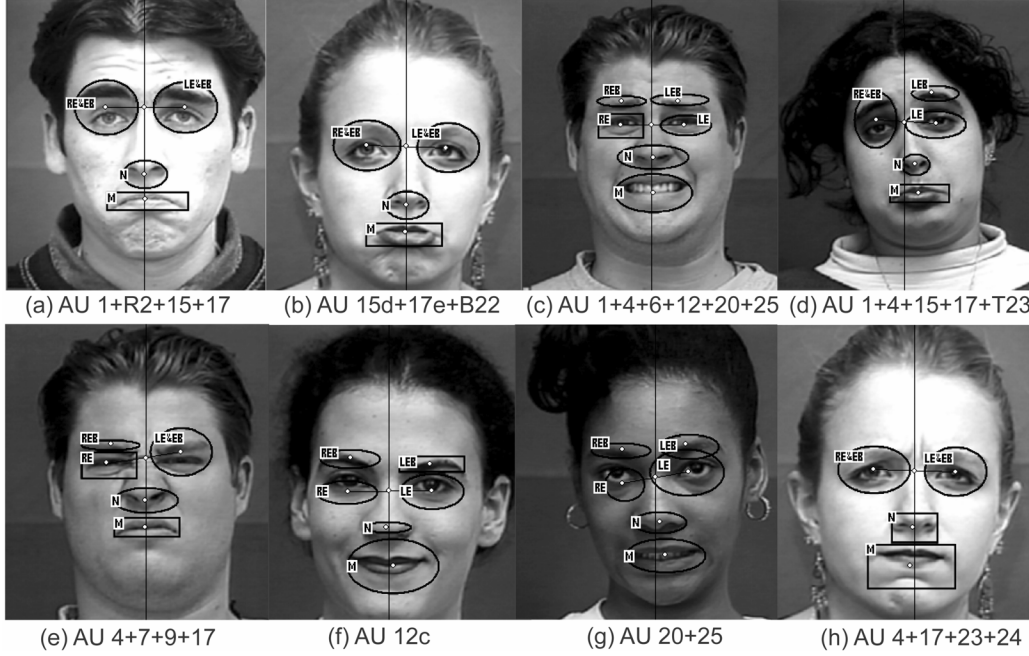 RE&EB
LE&EB
N
M
(a) AU 1+R2+15+17
RE&EB
LE&EB
N
M
(b) AU 15d+17e+B22
REB
LEB
RE
LE
N
M
(c) AU 1+4+6+12+20+25
RE&EB
LEB
LE
N
M
(d) AU 1+4+15+17+T23
REB
LE&EB
RE
N
M
(e) AU 4+7+9+17
REB
LEB
RE
LE
N
M
(f) AU 12c
REB
LEB
LE
RE
N
M
(g) AU 20+25
RE&EB
LE&EB
N
M
(h) AU 4+17+23+24